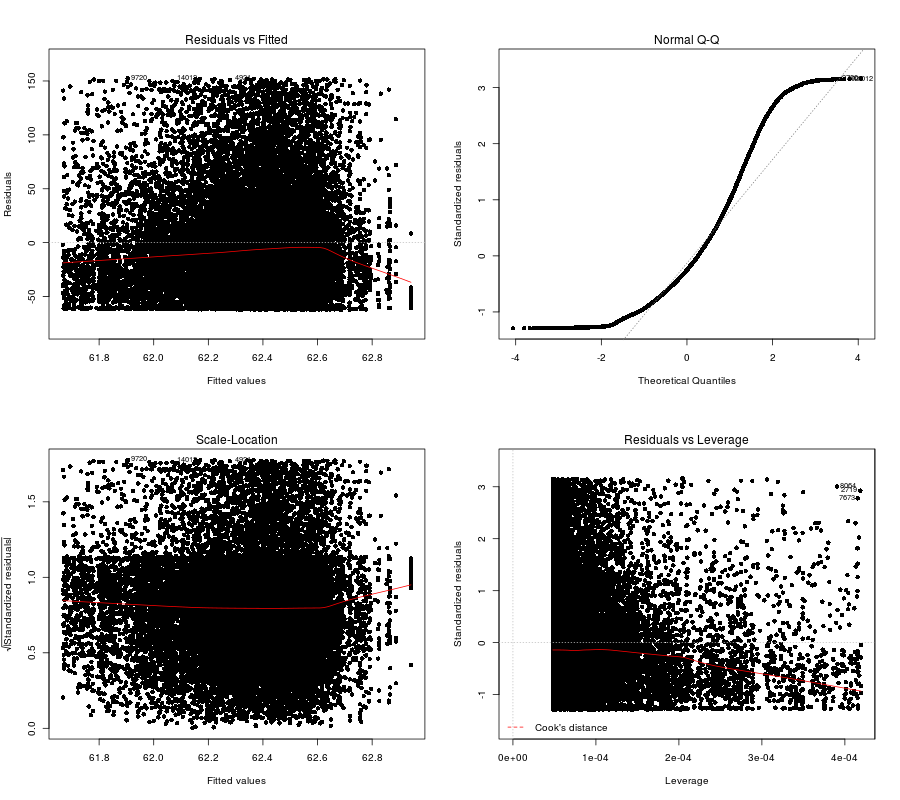 Residuals vs Fitted
9720
14012
Residuals
-50
0
50
100
150
61.8
62.0
62.2
62.4
62.6
62.8
Fitted values
Normal Q-Q
Standardized residuals
-1
0
1
2
3
-4
-2
0
2
4
Theoretical Quantiles
Scale-Location
9720
14012
√|Standardized residuals|
0.0
0.5
1.0
1.5
61.8
62.0
62.2
62.4
62.6
62.8
Fitted values
Residuals vs Leverage
8054
2719
7673
Standardized residuals
-1
0
1
2
3
Cook's distance
0e+00
1e-04
2e-04
3e-04
4e-04
Leverage